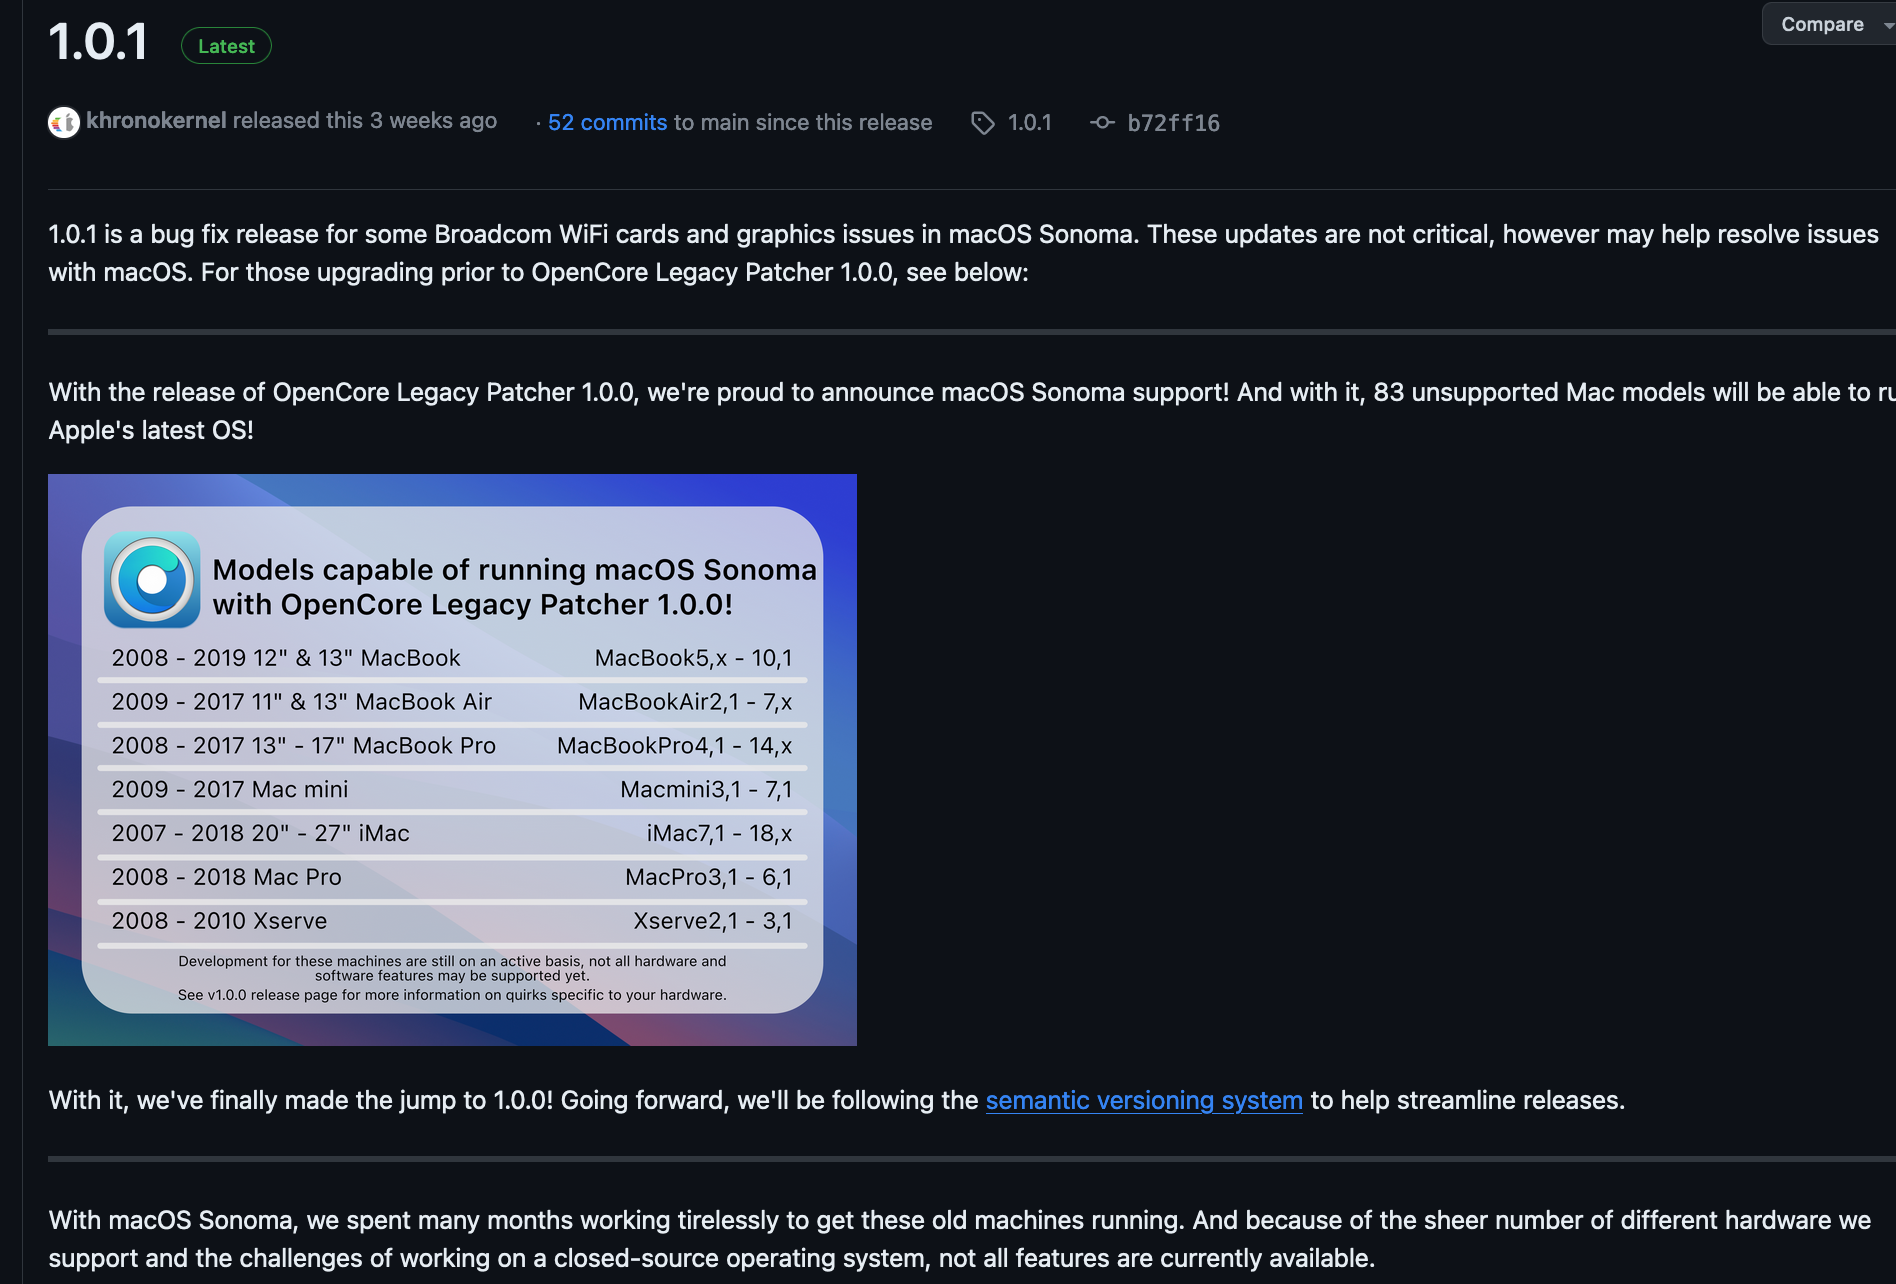 1.0.1 Latest Compare
khronokernel released this 3 weeks ago · 52 commits to main since this release 1.0.1 b72ff16
1.0.1 is a bug fix release for some Broadcom WiFi cards and graphics issues in macOS Sonoma. These updates are not critical, however may help resolve issues
with macOS. For those upgrading prior to OpenCore Legacy Patcher 1.0.0, see below:
With the release of OpenCore Legacy Patcher 1.0.0, we're proud to announce macOS Sonoma support! And with it, 83 unsupported Mac models will be able to
Apple's latest OS!
Models capable of running macOS Sonoma
with OpenCore Legacy Patcher 1.0.0!
2008 - 2019 12" & 13" MacBook MacBook5,x - 10,1
2009 - 2017 11" & 13" MacBook Air MacBookAir2,1 - 7,x
2008 - 2017 13" - 17" MacBook Pro MacBookPro4,1 - 14,x
2009 - 2017 Mac mini Macmini3,1 - 7,1
2007 - 2018 20" - 27" iMac iMac7,1 - 18,x
2008 - 2018 Mac Pro MacPro3,1 - 6,1
2008 - 2010 Xserve Xserve2,1 - 3,1
Development for these machines are still on an active basis, not all hardware and
software features may be supported yet.
See v1.0.0 release page for more information on quirks specific to your hardware.
With it, we've finally made the jump to 1.0.0! Going forward, we'll be following the semantic versioning system to help streamline releases.
With macOS Sonoma, we spent many months working tirelessly to get these old machines running. And because of the sheer number of different hardware we
support and the challenges of working on a closed-source operating system, not all features are currently available.